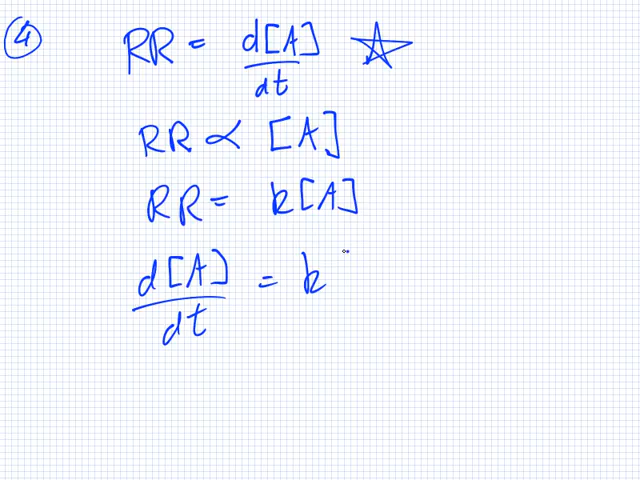 ④ RR = d[A]/dt ☆
RR ∝ [A]
RR = k[A]
d[A]/dt = k